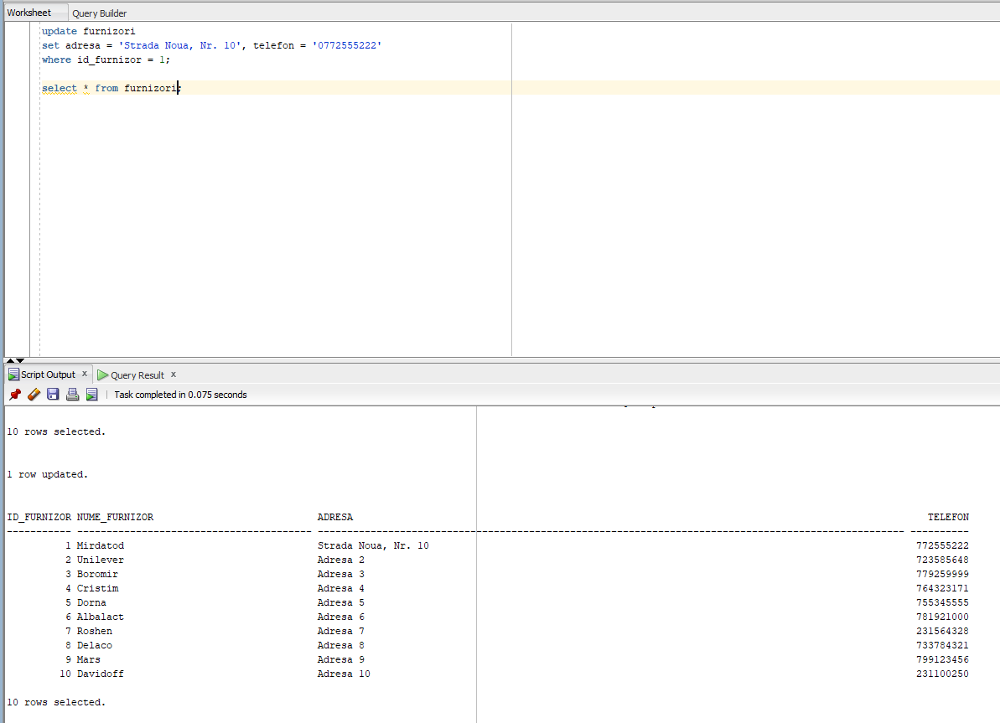 Worksheet Query Builder
update furnizori
set adresa = 'Strada Noua, Nr. 10', telefon = '0772555222'
where id_furnizor = 1;
select * from furnizori;
Script Output x Query Result x
Task completed in 0.075 seconds
10 rows selected.
1 row updated.
ID_FURNIZOR NUME_FURNIZOR ADRESA TELEFON
----------- ---------------------------------------- ---------------------------------------------------------------------------------------------------- ----------
1 Mirdatod Strada Noua, Nr. 10 772555222
2 Unilever Adresa 2 723585648
3 Boromir Adresa 3 779259999
4 Cristim Adresa 4 764323171
5 Dorna Adresa 5 755345555
6 Albalact Adresa 6 781921000
7 Roshen Adresa 7 231564328
8 Delaco Adresa 8 733784321
9 Mars Adresa 9 799123456
10 Davidoff Adresa 10 231100250
10 rows selected.